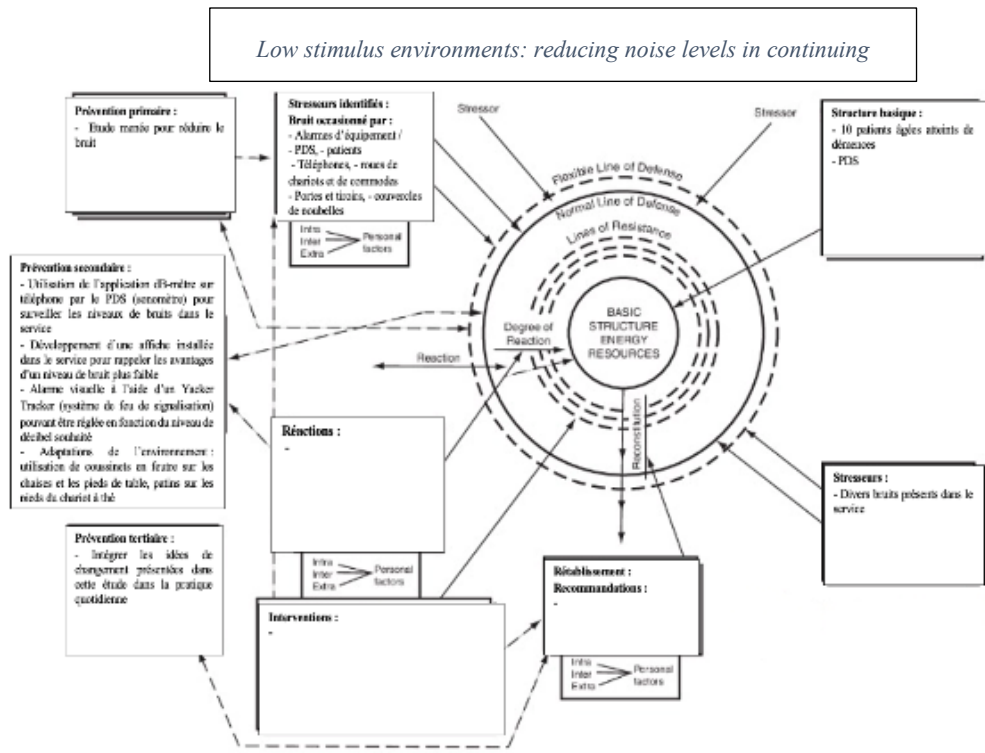 Low stimulus environments: reducing noise levels in continuing
Prévention primaire :
- Etude menée pour réduire le
bruit
Stresseurs identifiés :
Bruit occasionné par :
- Alarmes d'équipement /
- PDS, - patients
- Téléphones, - roues de
chariots et de commodes
- Portes et tiroirs, - couvercles
de
Intra
Inter
Extra
Personal
factors
Stressor
Stressor
Structure basique :
- 10 patients âgées atteints de
démences
- PDS
Flexible Line of Defense
Normal Line of Defense
Lines of Resistance
BASIC
STRUCTURE
ENERGY
RESOURCES
Degree of
Reaction
Reaction
Reconstitution
Prévention secondaire :
- Utilisation de l'application dB-mètre sur
téléphone par le PDS (sonomètre) pour
surveiller les niveaux de bruits dans le
service
- Développement d'une affiche installée
dans le service pour rappeler les avantages
d'un niveau de bruit plus faible
- Alarme visuelle à l'aide d'un Yacker
Tracker (système de feu de signalisation)
pouvant être réglée en fonction du niveau de
décibel souhaité
- Adaptations de l'environnement :
utilisation de coussinets en feutre sur les
chaises et les pieds de table, patins sur les
pieds du chariot à thé
Réactions :
-
Intra
Inter
Extra
Personal
factors
Stresseurs :
- Divers bruits présents dans le
service
Prévention tertiaire :
- Intégrer les idées de
changement présentées dans
cette étude dans la pratique
quotidienne
Interventions :
-
Rétablissement :
Recommandations :
-
Intra
Inter
Extra
Personal
factors